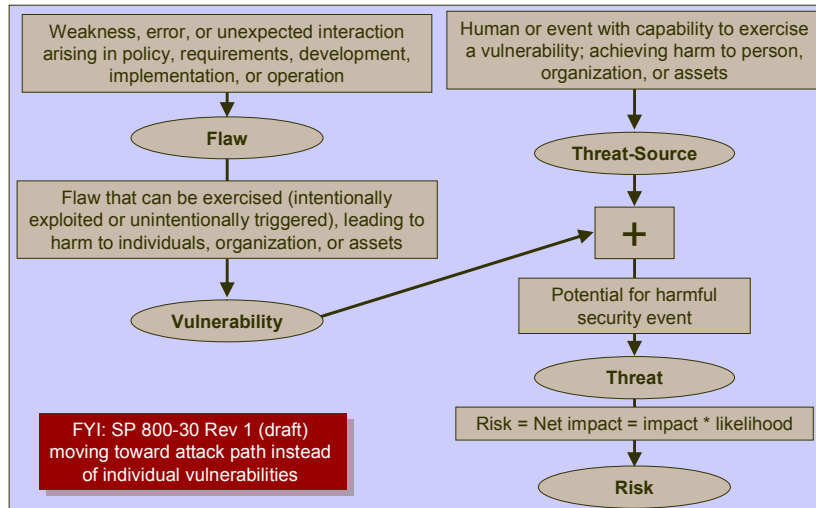 Weakness, error, or unexpected interaction
arising in policy, requirements, development,
implementation, or operation
Flaw
Flaw that can be exercised (intentionally
exploited or unintentionally triggered), leading to
harm to individuals, organization, or assets
Vulnerability
Human or event with capability to exercise
a vulnerability; achieving harm to person,
organization, or assets
Threat-Source
+
Potential for harmful
security event
Threat
Risk = Net impact = impact * likelihood
Risk
FYI: SP 800-30 Rev 1 (draft)
moving toward attack path instead
of individual vulnerabilities